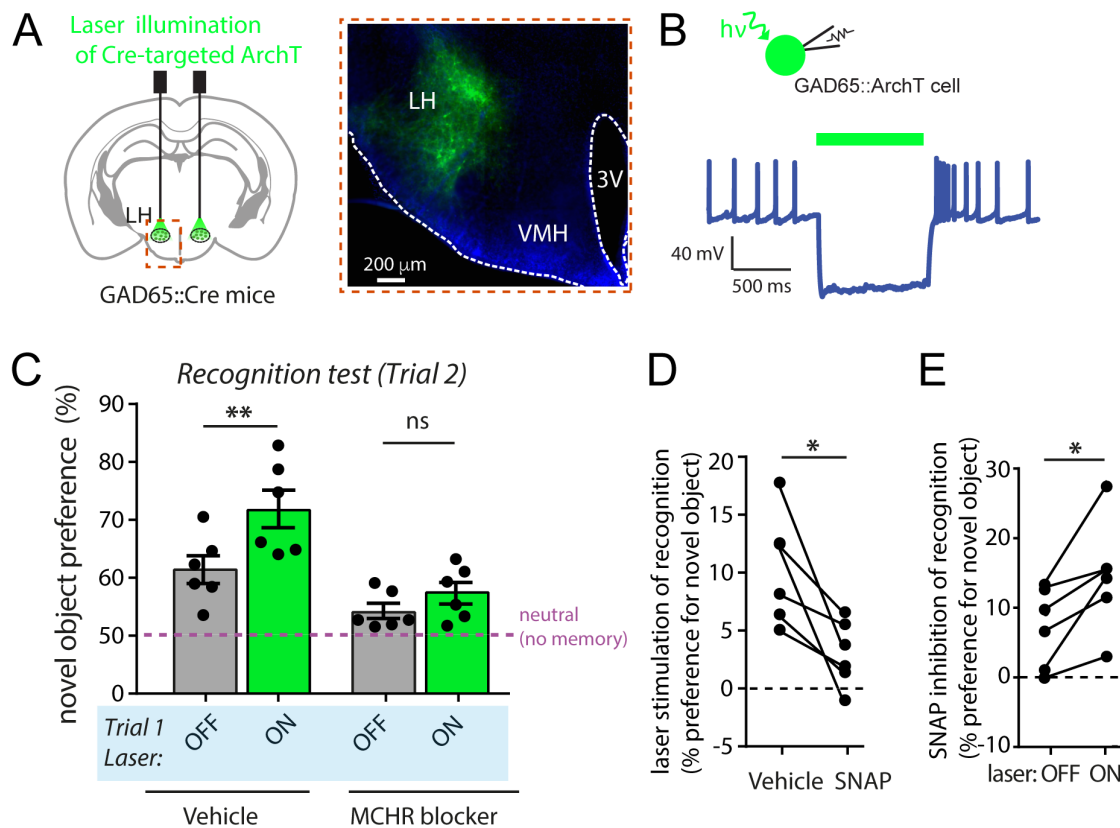 A
Laser illumination
of Cre-targeted ArchT
LH
GAD65::Cre mice
LH
3V
VMH
200 µm
B
hν
GAD65::ArchT cell
40 mV
500 ms
C
Recognition test (Trial 2)
novel object preference (%)
90
80
70
60
50
0
**
ns
neutral
(no memory)
Trial 1
Laser:
OFF
ON
OFF
ON
Vehicle
MCHR blocker
D
laser stimulation of recognition
(% preference for novel object)
20
15
10
5
0
-5
*
Vehicle SNAP
E
SNAP inhibition of recognition
(% preference for novel object)
30
20
10
0
10
*
laser: OFF ON